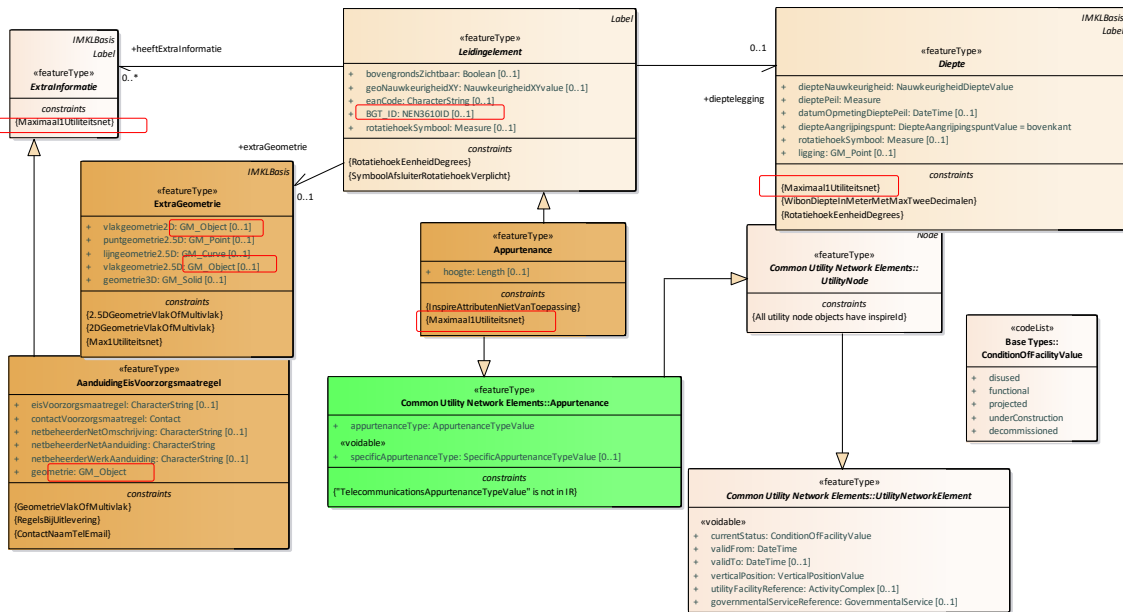 IMKLBasis
Label
«featureType»
ExtraInformatie
constraints
{Maximaal1Utiliteitsnet}
+heeftExtraInformatie
0..*
Label
«featureType»
Leidingelement
+ bovengrondsZichtbaar: Boolean [0..1]
+ geoNauwkeurigheidXY: NauwkeurigheidXYvalue [0..1]
+ eanCode: CharacterString [0..1]
+ BGT_ID: NEN3610ID [0..1]
+ rotatiehoekSymbool: Measure [0..1]
constraints
{RotatiehoekEenheidDegrees}
{SymboolAfsluiterRotatiehoekVerplicht}
0..1
+dieptelegging
IMKLBasis
Label
«featureType»
Diepte
+ diepteNauwkeurigheid: NauwkeurigheidDiepteValue
+ dieptePeil: Measure
+ datumOpmetingDieptePeil: DateTime [0..1]
+ diepteAangrijpingspunt: DiepteAangrijpingspuntValue = bovenkant
+ rotatiehoekSymbool: Measure [0..1]
+ ligging: GM_Point [0..1]
constraints
{Maximaal1Utiliteitsnet}
{WibonDiepteInMeterMetMaxTweeDecimalen}
{RotatiehoekEenheidDegrees}
+extraGeometrie
0..1
IMKLBasis
«featureType»
ExtraGeometrie
+ vlakgeometrie2D: GM_Object [0..1]
+ puntgeometrie2.5D: GM_Point [0..1]
+ lijngeometrie2.5D: GM_Curve [0..1]
+ vlakgeometrie2.5D: GM_Object [0..1]
+ geometrie3D: GM_Solid [0..1]
constraints
{2.5DGeometrieVlakOfMultivlak}
{2DGeometrieVlakOfMultivlak}
{Max1Utiliteitsnet}
«featureType»
Appurtenance
+ hoogte: Length [0..1]
constraints
{InspireAttributenNietVanToepassing}
{Maximaal1Utiliteitsnet}
Node
«featureType»
Common Utility Network Elements::
UtilityNode
constraints
{All utility node objects have inspireId}
«codeList»
Base Types::
ConditionOfFacilityValue
+ disused
+ functional
+ projected
+ underConstruction
+ decommissioned
«featureType»
AanduidingEisVoorzorgsmaatregel
+ eisVoorzorgsmaatregel: CharacterString [0..1]
+ contactVoorzorgsmaatregel: Contact
+ netbeheerderNetOmschrijving: CharacterString [0..1]
+ netbeheerderNetAanduiding: CharacterString
+ netbeheerderWerkAanduiding: CharacterString [0..1]
+ geometrie: GM_Object
constraints
{GeometrieVlakOfMultivlak}
{RegelsBijUitlevering}
{ContactNaamTelEmail}
«featureType»
Common Utility Network Elements::Appurtenance
+ appurtenanceType: AppurtenanceTypeValue
«voidable»
+ specificAppurtenanceType: SpecificAppurtenanceTypeValue [0..1]
constraints
{"TelecommunicationsAppurtenanceTypeValue" is not in IR}
«featureType»
Common Utility Network Elements::UtilityNetworkElement
«voidable»
+ currentStatus: ConditionOfFacilityValue
+ validFrom: DateTime
+ validTo: DateTime [0..1]
+ verticalPosition: VerticalPositionValue
+ utilityFacilityReference: ActivityComplex [0..1]
+ governmentalServiceReference: GovernmentalService [0..1]